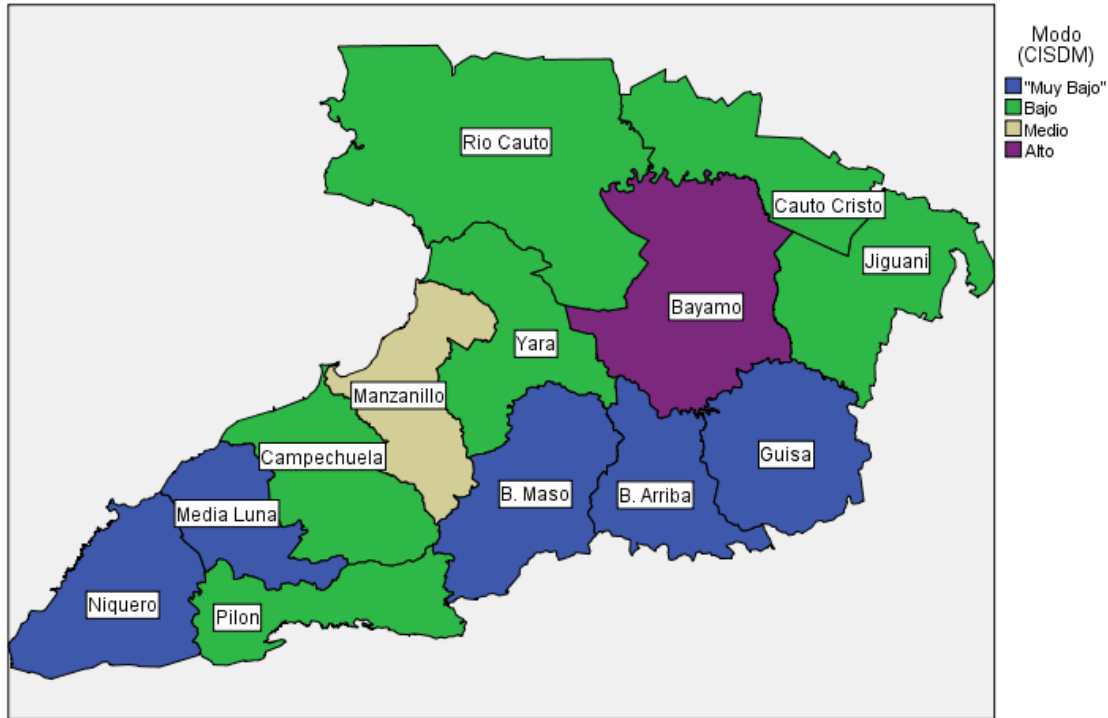 Modo
(CISDM)
"Muy Bajo"
Bajo
Medio
Alto
Rio Cauto
Cauto Cristo
Jiguani
Bayamo
Yara
Manzanillo
Campechuela
Guisa
B. Maso
B. Arriba
Media Luna
Niquero
Pilon